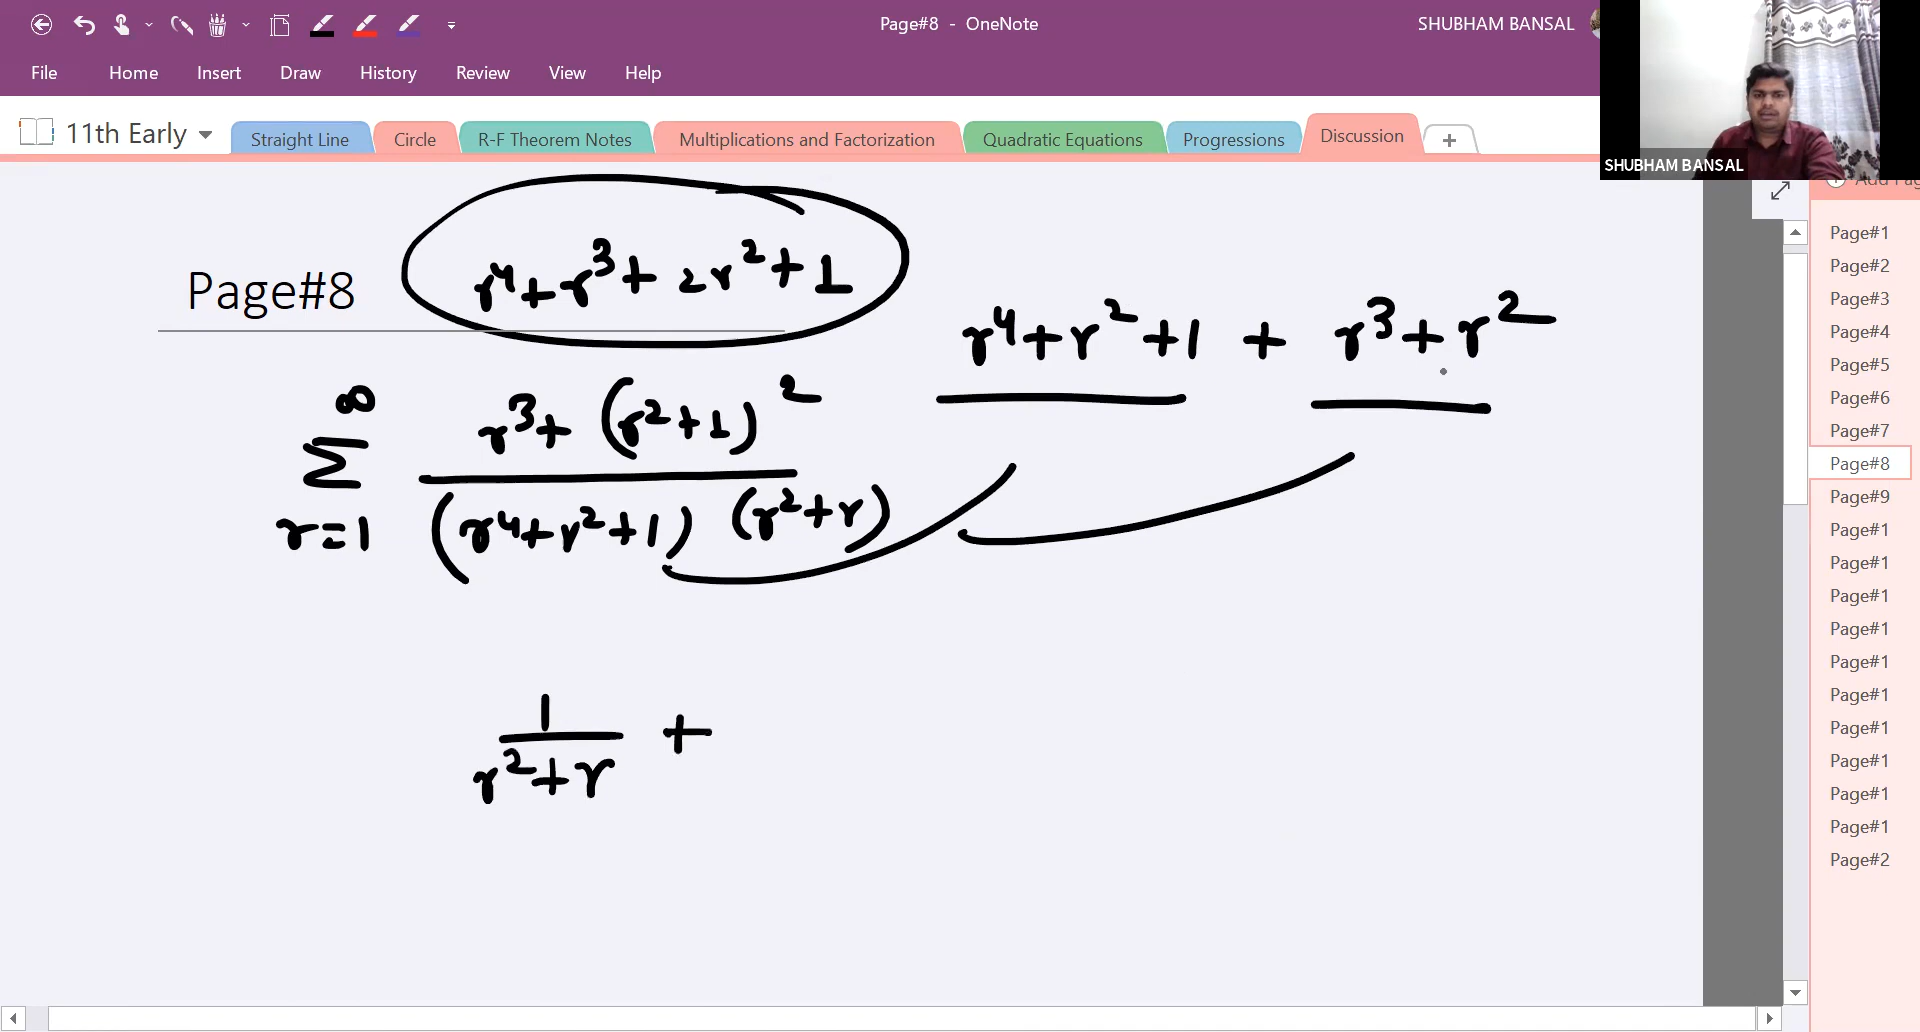 Page#8 - OneNote
SHUBHAM BANSAL
File Home Insert Draw History Review View Help
11th Early
Straight Line
Circle
R-F Theorem Notes
Multiplications and Factorization
Quadratic Equations
Progressions
Discussion
SHUBHAM BANSAL
Page#8
r⁴+r³+2r²+1
r⁴+r²+1 + r³+r²
∞
Σ
r=1
r³+(r²+1)²
(r⁴+r²+1)(r²+r)
1
r²+r
+
Page#1
Page#2
Page#3
Page#4
Page#5
Page#6
Page#7
Page#8
Page#9
Page#1
Page#1
Page#1
Page#1
Page#1
Page#1
Page#1
Page#1
Page#1
Page#1
Page#2